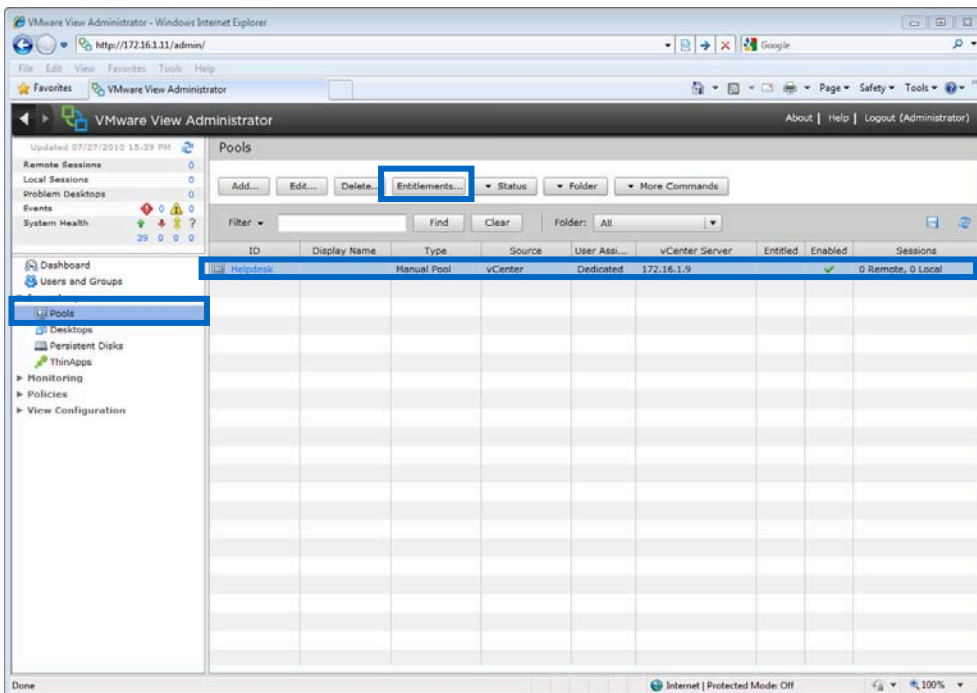 VMware View Administrator - Windows Internet Explorer
http://172.16.1.11/admin/
Google
File Edit View Favorites Tools Help
Favorites VMware View Administrator
Page Safety Tools
VMware View Administrator
About | Help | Logout (Administrator)
Updated 07/27/2010 15:39 PM
Remote Sessions 0
Local Sessions 0
Problem Desktops 0
Events 0 0
System Health ?
39 0 0 0
Dashboard
Users and Groups
Pools
Desktops
Persistent Disks
ThinApps
Monitoring
Policies
View Configuration
Pools
Add... Edit... Delete... Entitlements... Status Folder More Commands
Filter Find Clear Folder: All
ID Display Name Type Source User Assi... vCenter Server Entitled Enabled Sessions
Helpdesk Manual Pool vCenter Dedicated 172.16.1.9 0 Remote, 0 Local
Done
Internet | Protected Mode: Off
100%